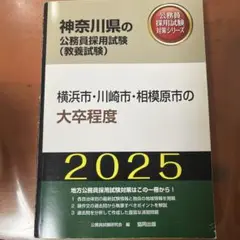 神奈川県の
公務員採用試験
(教養試験)
公務員
採用試験
対策シリーズ
横浜市・川崎市・相模原市の
大卒程度
2025
地方公務員採用試験対策はこの一冊から!
公務員試験研究会 編 協同出版